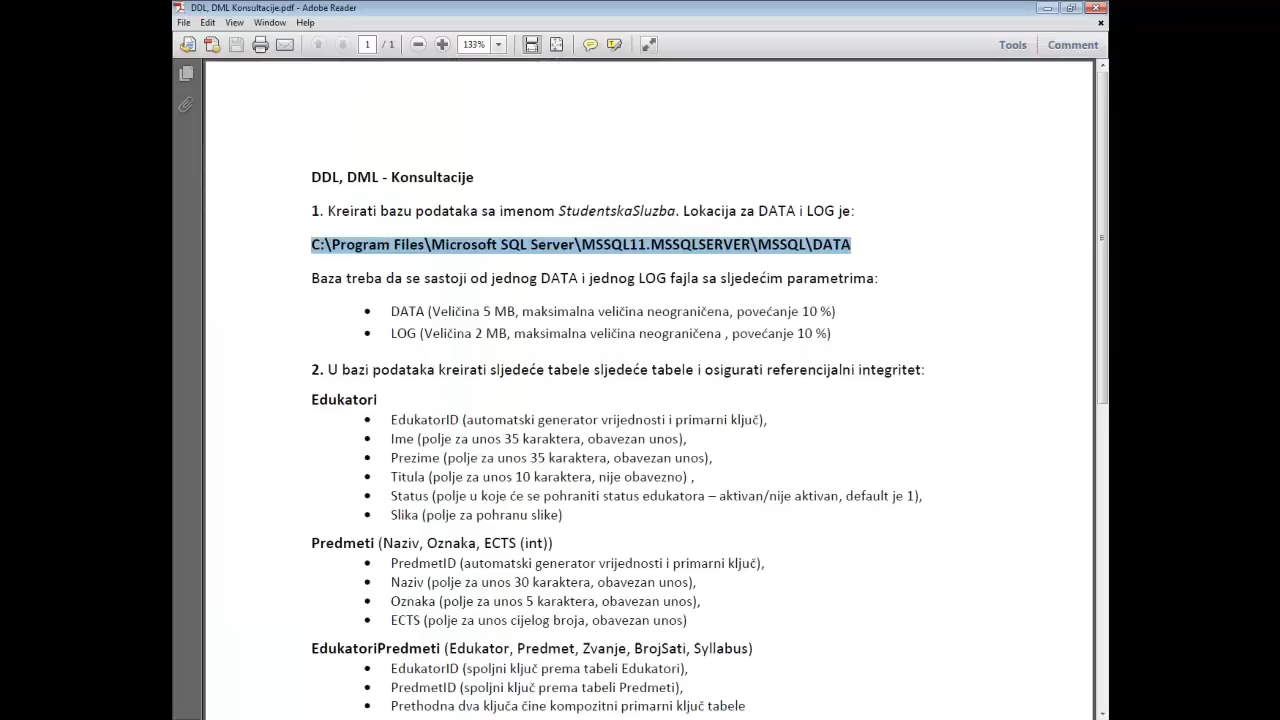 DDL, DML Konsultacije.pdf - Adobe Reader
File Edit View Window Help
1 / 1 133% Tools Comment
DDL, DML - Konsultacije
1. Kreirati bazu podataka sa imenom StudentskaSluzba. Lokacija za DATA i LOG je:
C:\Program Files\Microsoft SQL Server\MSSQL11.MSSQLSERVER\MSSQL\DATA
Baza treba da se sastoji od jednog DATA i jednog LOG fajla sa sljedećim parametrima:
• DATA (Veličina 5 MB, maksimalna veličina neograničena, povećanje 10 %)
• LOG (Veličina 2 MB, maksimalna veličina neograničena , povećanje 10 %)
2. U bazi podataka kreirati sljedeće tabele sljedeće tabele i osigurati referencijalni integritet:
Edukatori
• EdukatorID (automatski generator vrijednosti i primarni ključ),
• Ime (polje za unos 35 karaktera, obavezan unos),
• Prezime (polje za unos 35 karaktera, obavezan unos),
• Titula (polje za unos 10 karaktera, nije obavezno) ,
• Status (polje u koje će se pohraniti status edukatora – aktivan/nije aktivan, default je 1),
• Slika (polje za pohranu slike)
Predmeti (Naziv, Oznaka, ECTS (int))
• PredmetID (automatski generator vrijednosti i primarni ključ),
• Naziv (polje za unos 30 karaktera, obavezan unos),
• Oznaka (polje za unos 5 karaktera, obavezan unos),
• ECTS (polje za unos cijelog broja, obavezan unos)
EdukatoriPredmeti (Edukator, Predmet, Zvanje, BrojSati, Syllabus)
• EdukatorID (spoljni ključ prema tabeli Edukatori),
• PredmetID (spoljni ključ prema tabeli Predmeti),
• Prethodna dva ključa čine kompozitni primarni ključ tabele